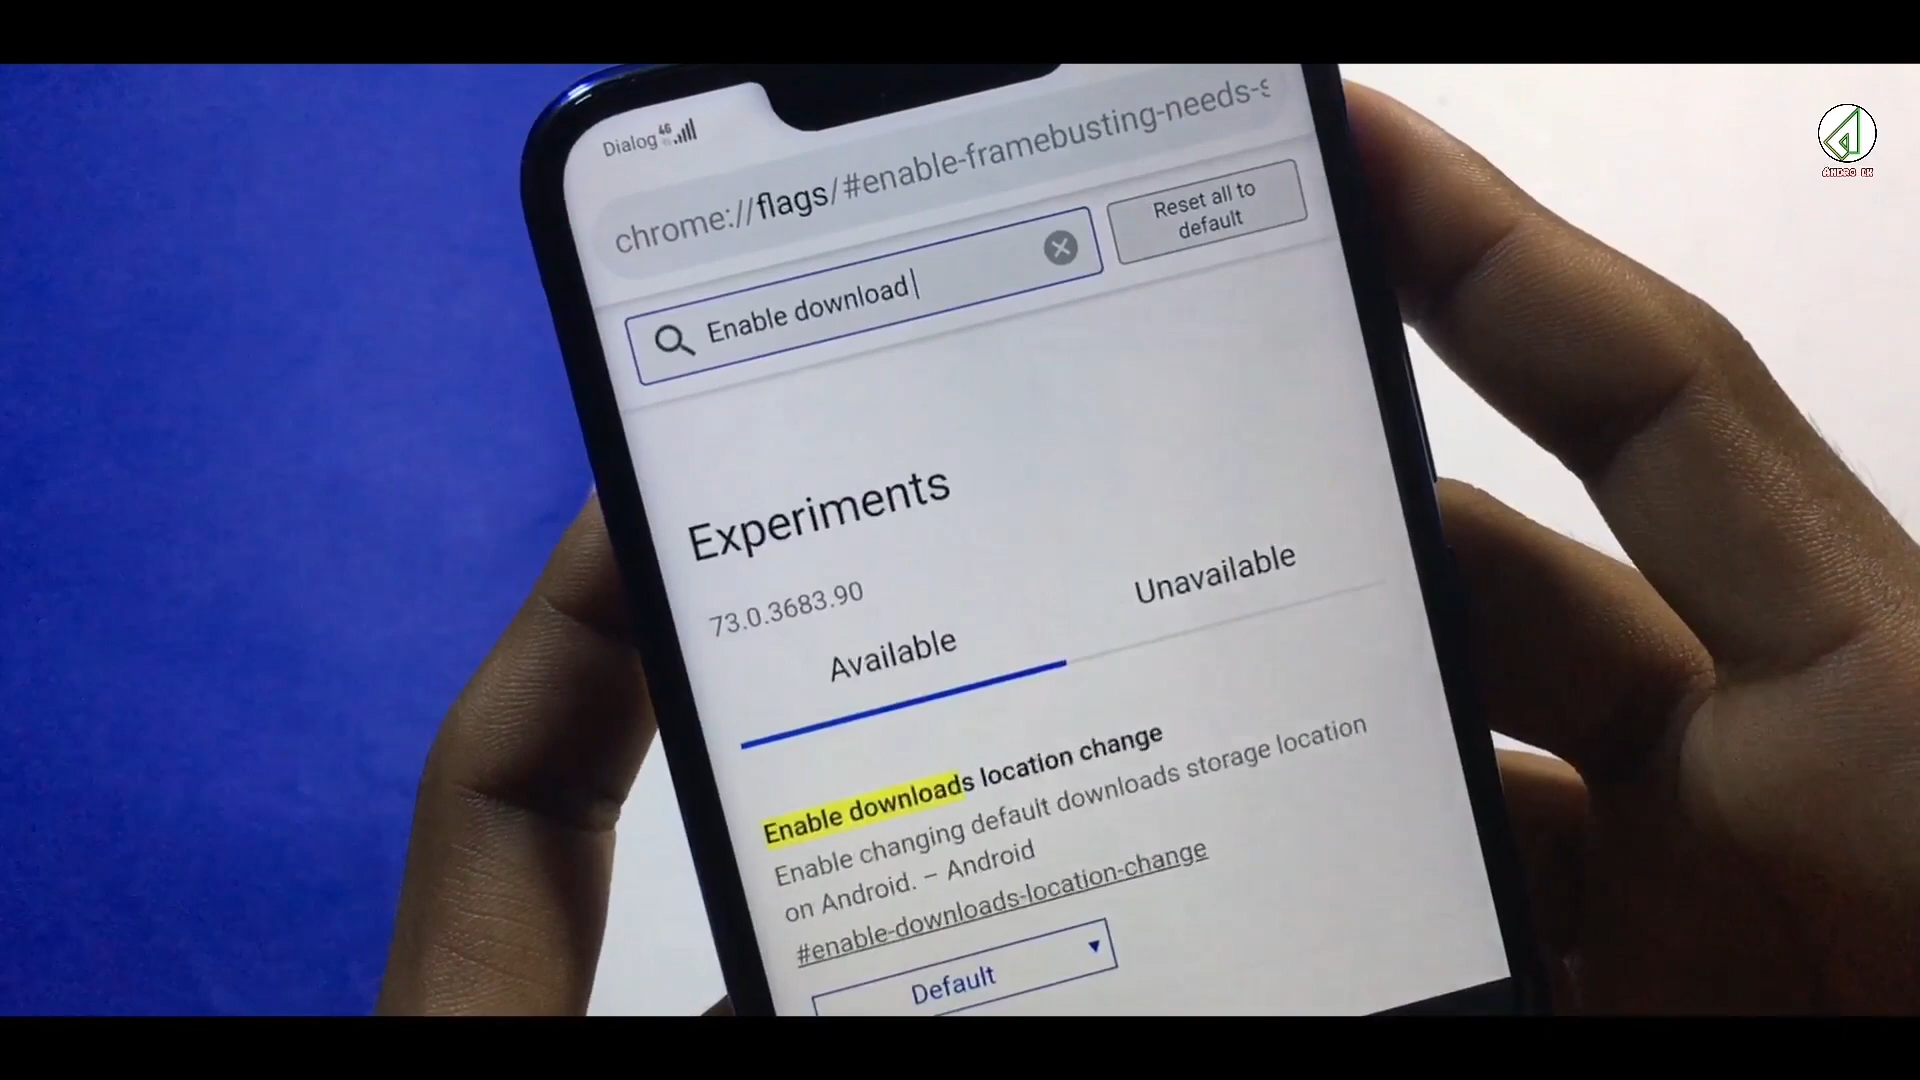 Dialog 4G
chrome://flags/#enable-framebusting-needs-s
Enable download
Reset all to
default
Experiments
73.0.3683.90
Available
Unavailable
Enable downloads location change
Enable changing default downloads storage location
on Android. – Android
#enable-downloads-location-change
Default
ANDRO LK